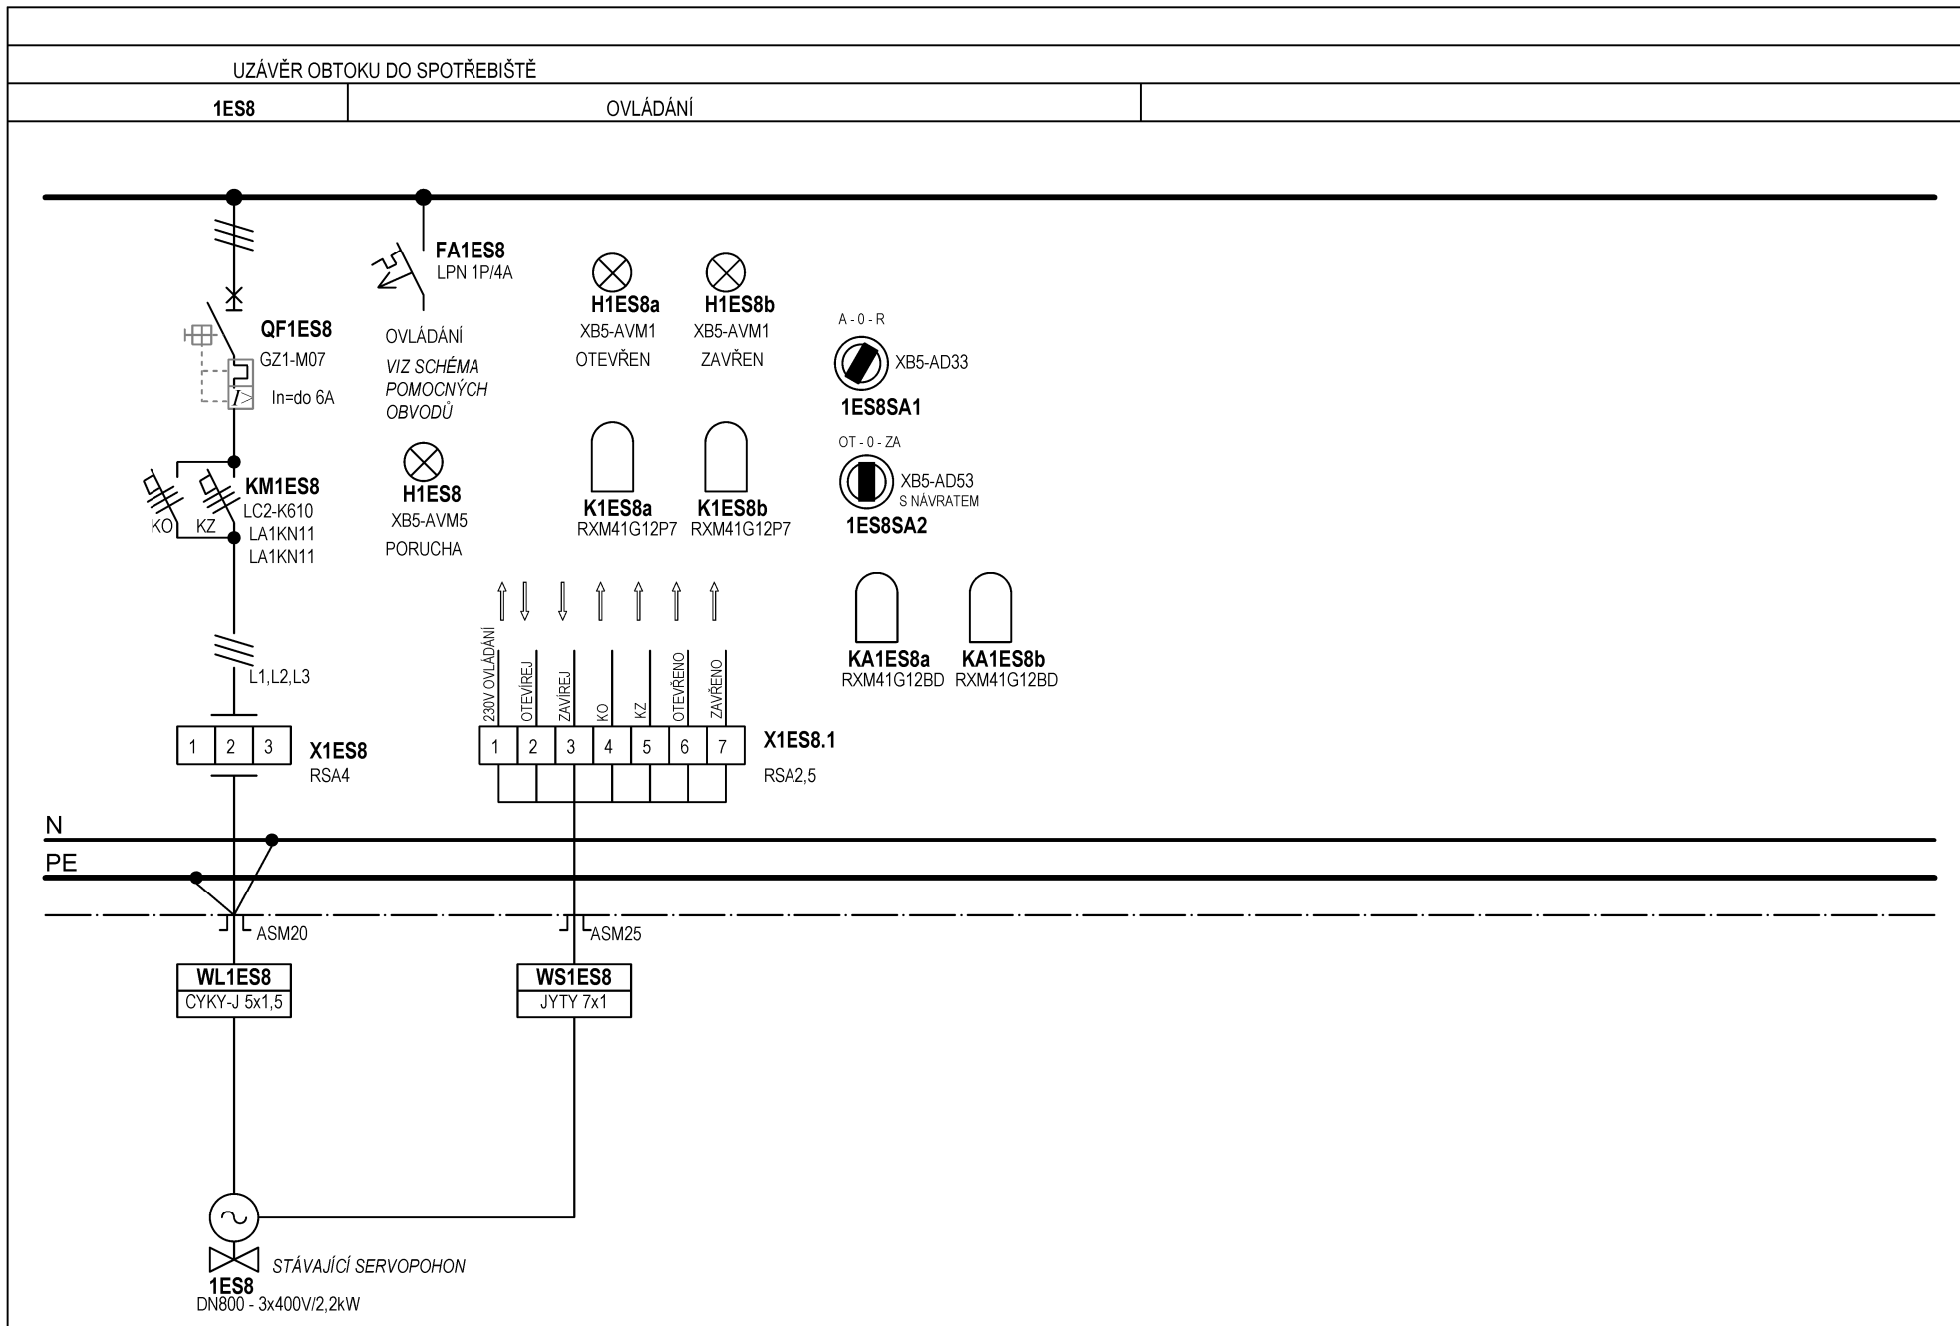 UZÁVĚR OBTOKU DO SPOTŘEBIŠTĚ
1ES8
OVLÁDÁNÍ
FA1ES8
LPN 1P/4A
OVLÁDÁNÍ
VIZ SCHÉMA
POMOCNÝCH
OBVODŮ
QF1ES8
GZ1-M07
In=do 6A
I>
H1ES8a
XB5-AVM1
OTEVŘEN
H1ES8b
XB5-AVM1
ZAVŘEN
A - 0 - R
XB5-AD33
1ES8SA1
OT - 0 - ZA
XB5-AD53
S NÁVRATEM
1ES8SA2
KO
KZ
KM1ES8
LC2-K610
LA1KN11
LA1KN11
H1ES8
XB5-AVM5
PORUCHA
K1ES8a
RXM41G12P7
K1ES8b
RXM41G12P7
KA1ES8a
RXM41G12BD
KA1ES8b
RXM41G12BD
L1,L2,L3
230V OVLÁDÁNÍ
OTEVÍREJ
ZAVÍREJ
KO
KZ
OTEVŘENO
ZAVŘENO
1 2 3
X1ES8
RSA4
1 2 3 4 5 6 7
X1ES8.1
RSA2,5
N
PE
ASM20
ASM25
WL1ES8
CYKY-J 5x1,5
WS1ES8
JYTY 7x1
STÁVAJÍCÍ SERVOPOHON
1ES8
DN800 - 3x400V/2,2kW